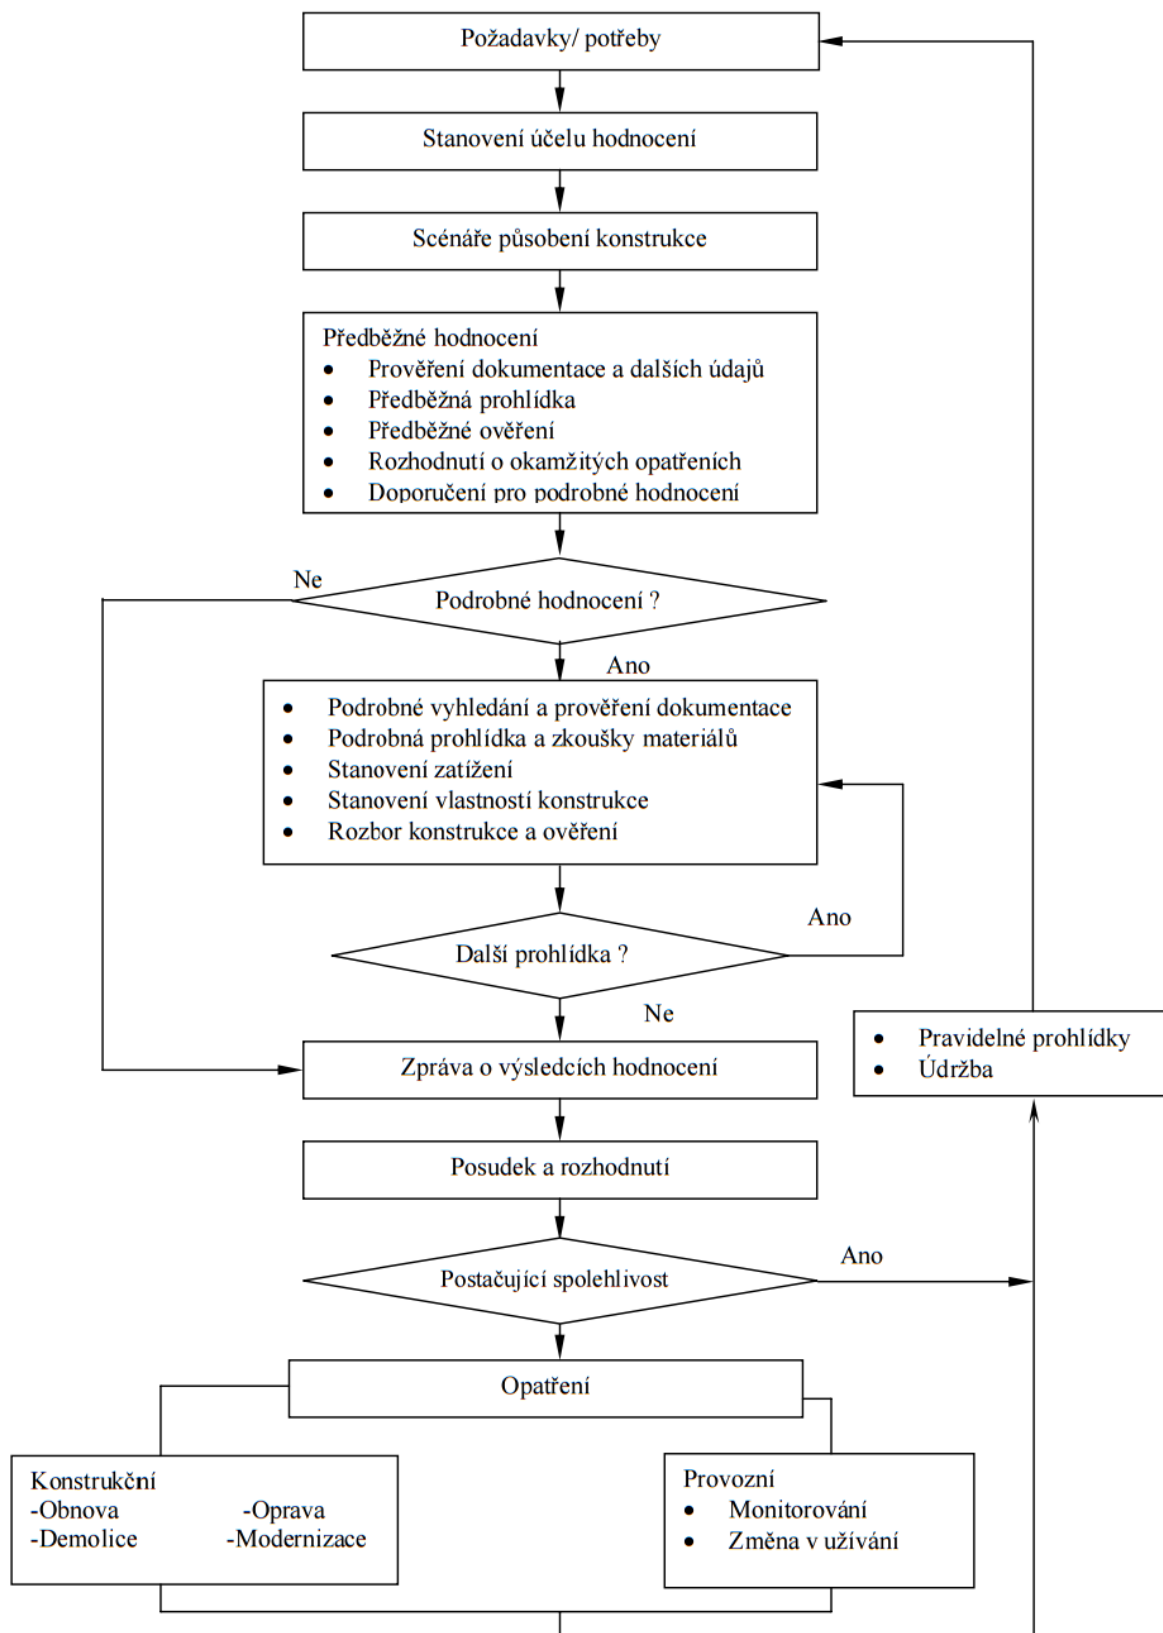 Požadavky/ potřeby
Stanovení účelu hodnocení
Scénáře působení konstrukce
Předběžné hodnocení
• Prověření dokumentace a dalších údajů
• Předběžná prohlídka
• Předběžné ověření
• Rozhodnutí o okamžitých opatřeních
• Doporučení pro podrobné hodnocení
Ne
Podrobné hodnocení ?
Ano
• Podrobné vyhledání a prověření dokumentace
• Podrobná prohlídka a zkoušky materiálů
• Stanovení zatížení
• Stanovení vlastností konstrukce
• Rozbor konstrukce a ověření
Ano
Další prohlídka ?
Ne
Zpráva o výsledcích hodnocení
• Pravidelné prohlídky
• Údržba
Posudek a rozhodnutí
Ano
Postačující spolehlivost
Opatření
Konstrukční
-Obnova -Oprava
-Demolice -Modernizace
Provozní
• Monitorování
• Změna v užívání